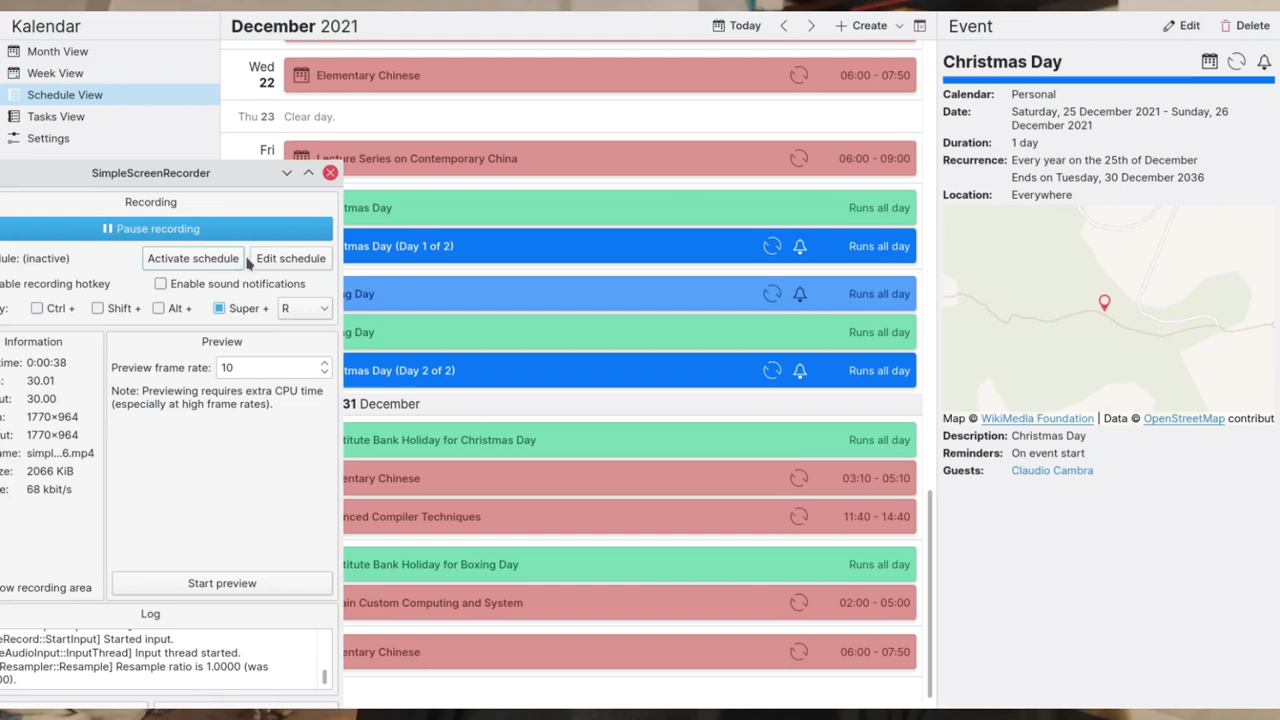 Kalendar
Month View
Week View
Schedule View
Tasks View
Settings
December 2021
Today
Create
Wed
22
Elementary Chinese
06:00 - 07:50
Thu 23
Clear day.
Fri
Lecture Series on Contemporary China
06:00 - 09:00
tmas Day
Runs all day
tmas Day (Day 1 of 2)
Runs all day
g Day
Runs all day
ng Day
Runs all day
tmas Day (Day 2 of 2)
Runs all day
31 December
titute Bank Holiday for Christmas Day
Runs all day
entary Chinese
03:10 - 05:10
nced Compiler Techniques
11:40 - 14:40
titute Bank Holiday for Boxing Day
Runs all day
ain Custom Computing and System
02:00 - 05:00
entary Chinese
06:00 - 07:50
SimpleScreenRecorder
Recording
Pause recording
ule: (inactive)
Activate schedule
Edit schedule
able recording hotkey
Enable sound notifications
y:
Ctrl +
Shift +
Alt +
Super +
R
Information
time: 0:00:38
s: 30.01
ut: 30.00
n: 1770×964
ut: 1770×964
ame: simpl...6.mp4
ze: 2066 KiB
e: 68 kbit/s
ow recording area
Preview
Preview frame rate: 10
Note: Previewing requires extra CPU time
(especially at high frame rates).
Start preview
Log
eRecord::StartInput] Started input.
eAudioInput::InputThread] Input thread started.
Resampler::Resample] Resample ratio is 1.0000 (was
00).
Event
Edit
Delete
Christmas Day
Calendar: Personal
Date: Saturday, 25 December 2021 - Sunday, 26
December 2021
Duration: 1 day
Recurrence: Every year on the 25th of December
Ends on Tuesday, 30 December 2036
Location: Everywhere
Map © WikiMedia Foundation | Data © OpenStreetMap contribut
Description: Christmas Day
Reminders: On event start
Guests: Claudio Cambra